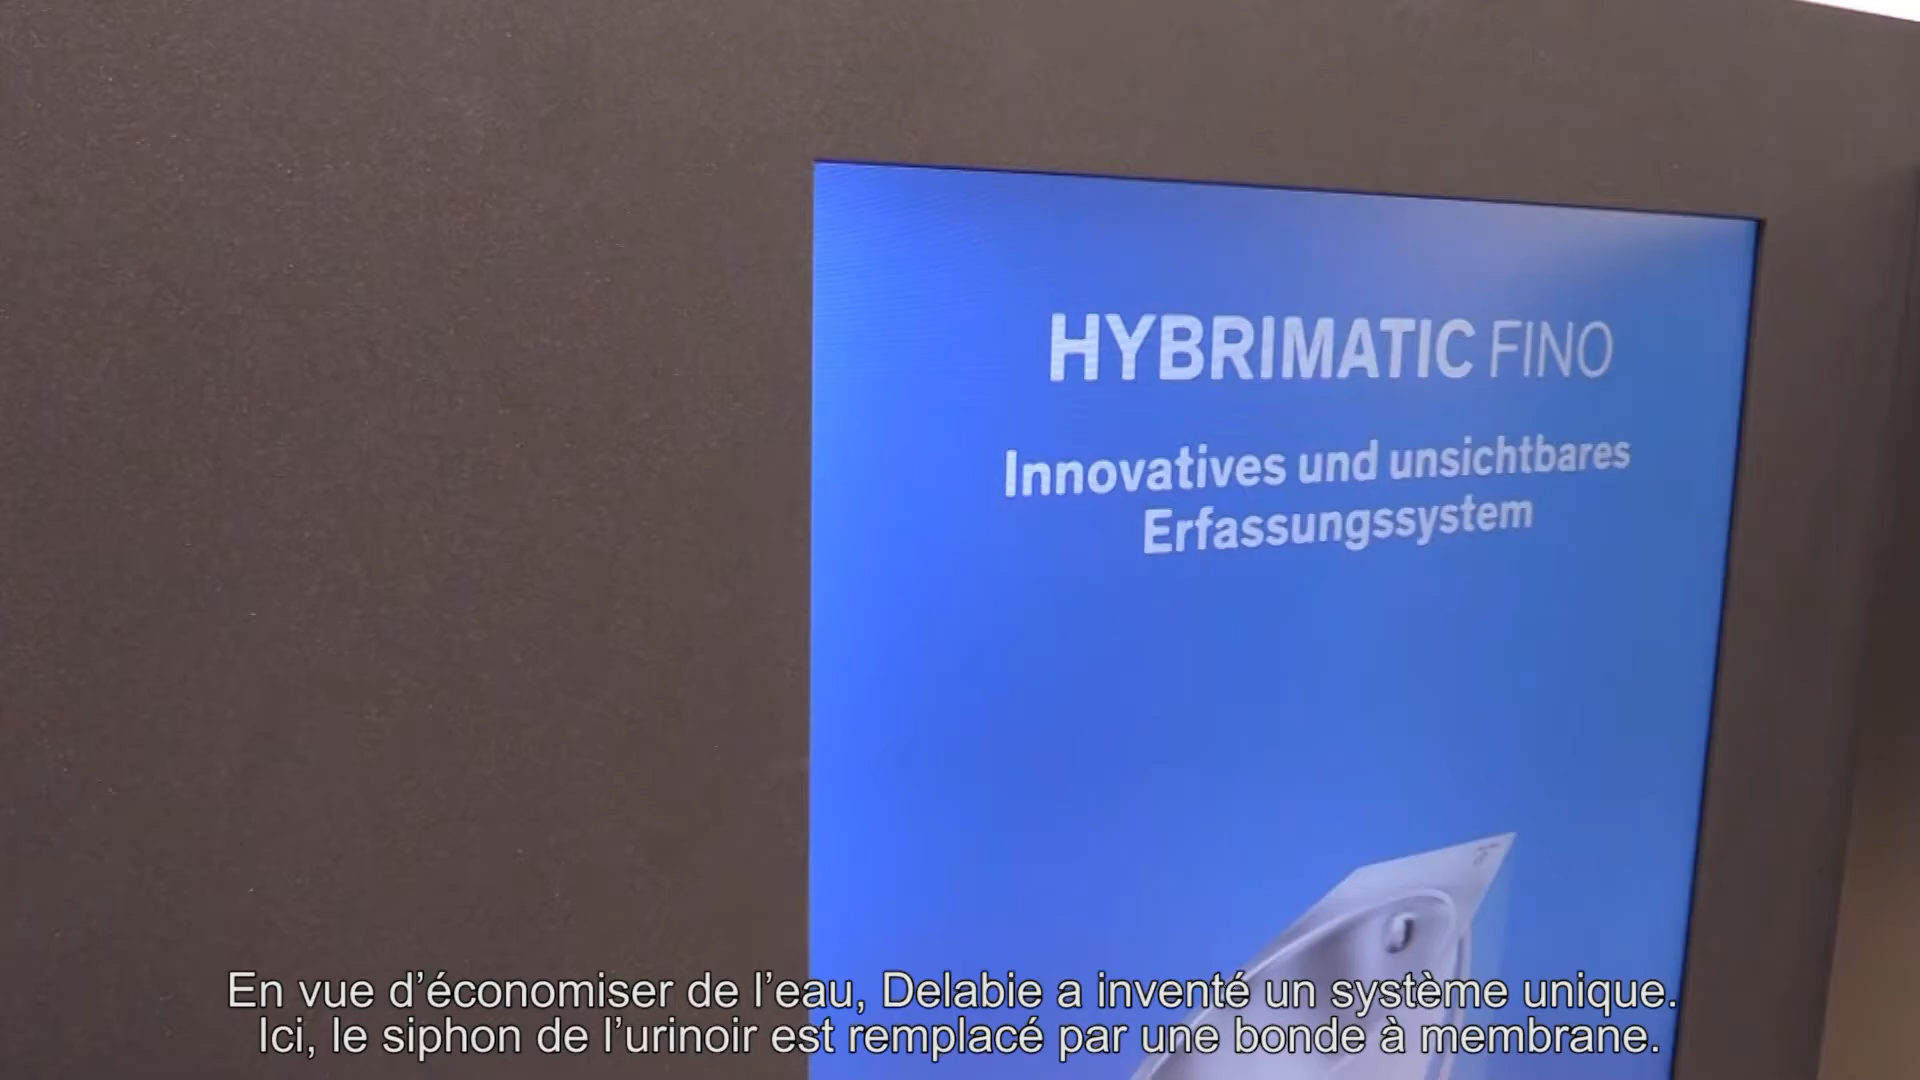 HYBRIMATIC FINO
Innovatives und unsichtbares
Erfassungssystem
En vue d’économiser de l’eau, Delabie a inventé un système unique.
Ici, le siphon de l’urinoir est remplacé par une bonde à membrane.